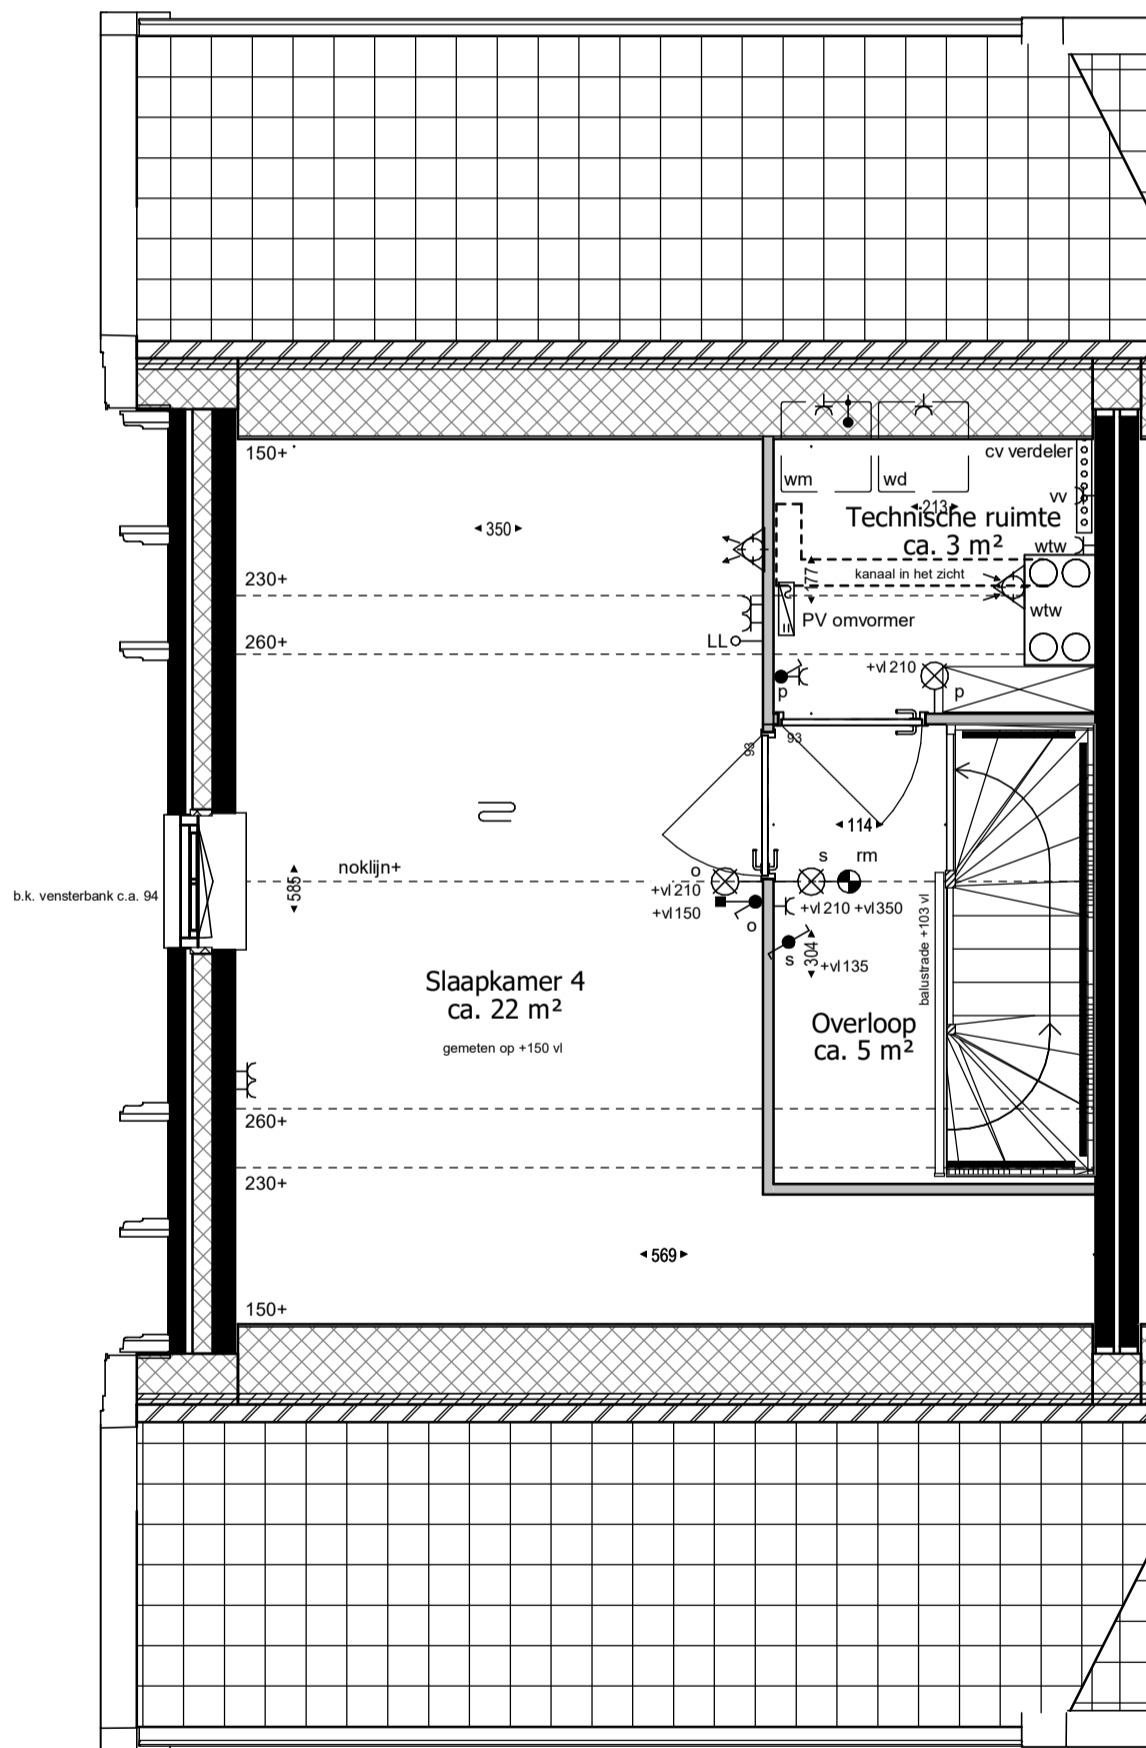 150+
cv verdeler
wm
wd
vv
213
350
Technische ruimte
ca. 3 m²
wtw
230+
177
kanaal in het zicht
wtw
PV omvormer
260+
LL
+vl 210
p
p
93
93
114
s
rm
noklijn+
585
o
b.k. vensterbank c.a. 94
+vl 210
+vl 150
+vl 210 +vl 350
o
s
304
+vl 135
balustrade +103 vl
Slaapkamer 4
ca. 22 m²
Overloop
ca. 5 m²
gemeten op +150 vl
260+
230+
569
150+